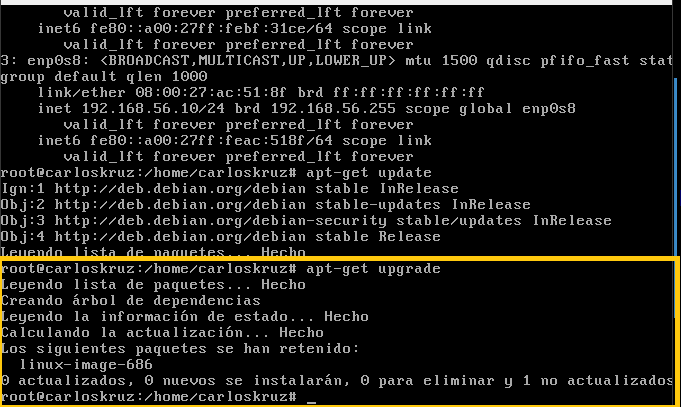 valid_lft forever preferred_lft forever
inet6 fe80::a00:27ff:febf:31ce/64 scope link
valid_lft forever preferred_lft forever
3: enp0s8: <BROADCAST,MULTICAST,UP,LOWER_UP> mtu 1500 qdisc pfifo_fast stat
group default qlen 1000
link/ether 08:00:27:ac:51:8f brd ff:ff:ff:ff:ff:ff
inet 192.168.56.10/24 brd 192.168.56.255 scope global enp0s8
valid_lft forever preferred_lft forever
inet6 fe80::a00:27ff:feac:518f/64 scope link
valid_lft forever preferred_lft forever
root@carloskruz:/home/carloskruz# apt-get update
Ign:1 http://deb.debian.org/debian stable InRelease
Obj:2 http://deb.debian.org/debian stable-updates InRelease
Obj:3 http://deb.debian.org/debian-security stable/updates InRelease
Obj:4 http://deb.debian.org/debian stable Release
Leyendo lista de paquetes... Hecho
root@carloskruz:/home/carloskruz# apt-get upgrade
Leyendo lista de paquetes... Hecho
Creando árbol de dependencias
Leyendo la información de estado... Hecho
Calculando la actualización... Hecho
Los siguientes paquetes se han retenido:
linux-image-686
0 actualizados, 0 nuevos se instalarán, 0 para eliminar y 1 no actualizados
root@carloskruz:/home/carloskruz# _